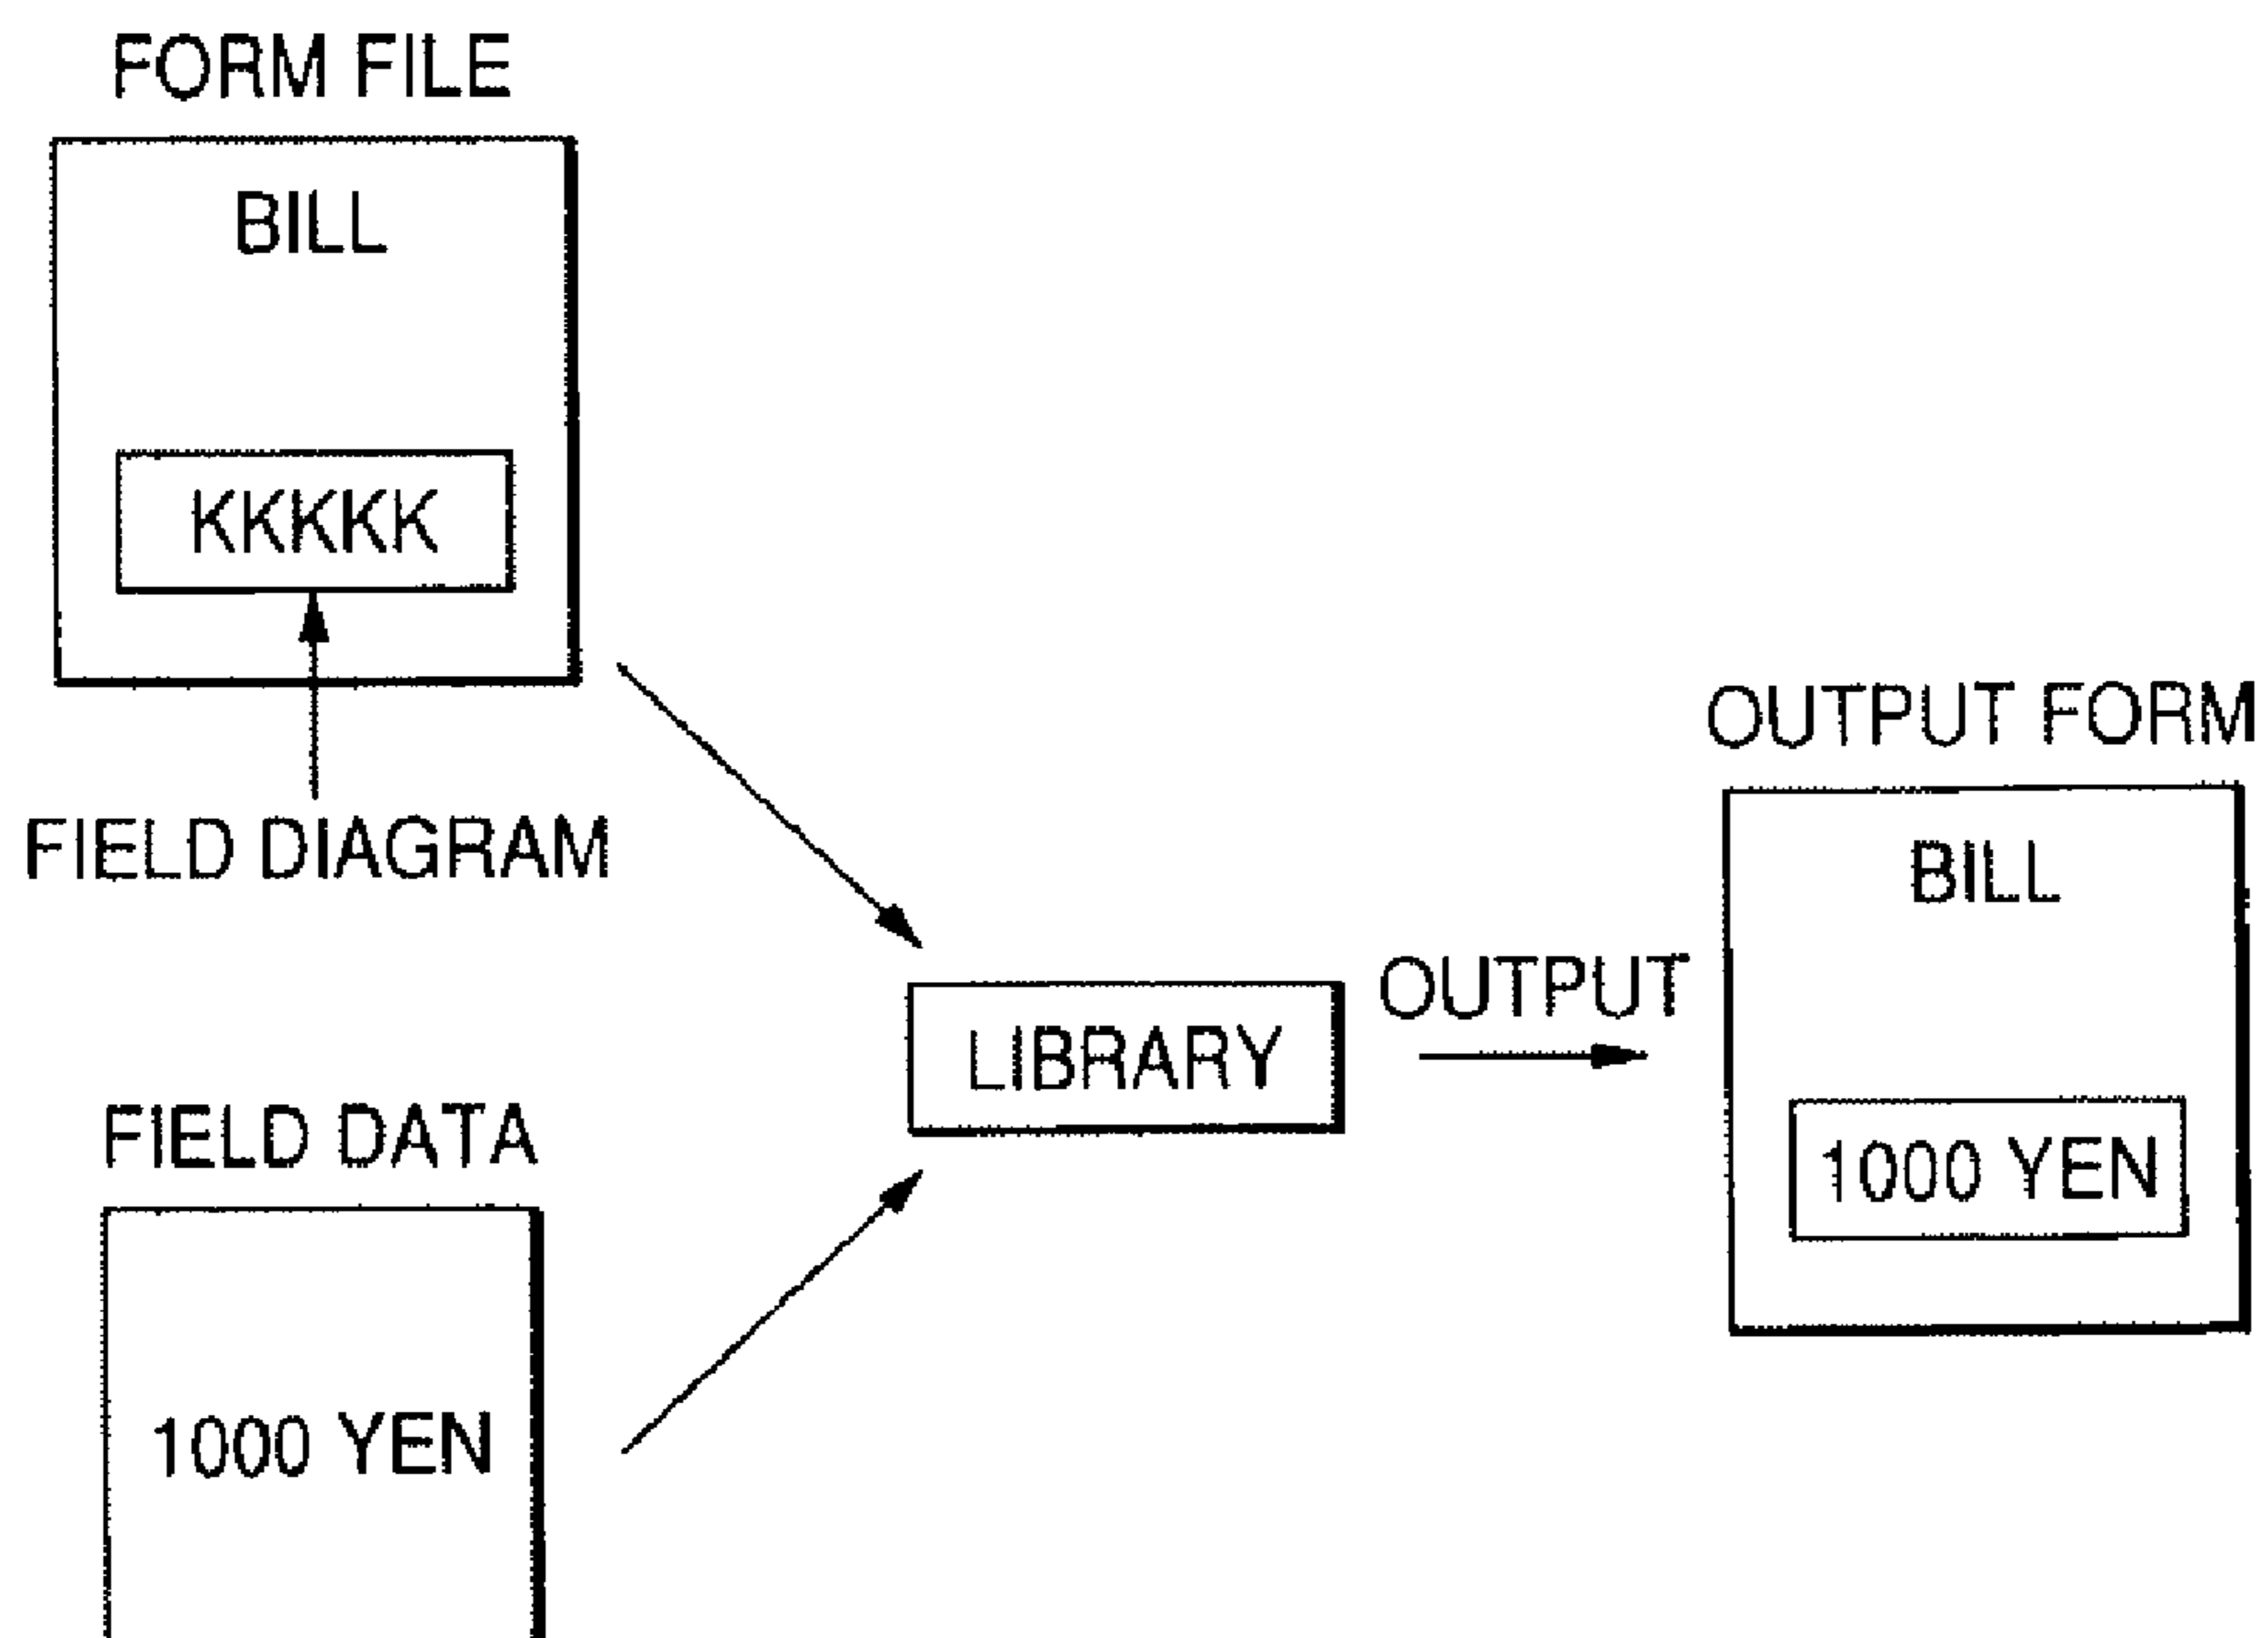 FORM FILE
BILL
KKKKK
FIELD DIAGRAM
FIELD DATA
1000 YEN
LIBRARY
OUTPUT
OUTPUT FORM
BILL
1000 YEN